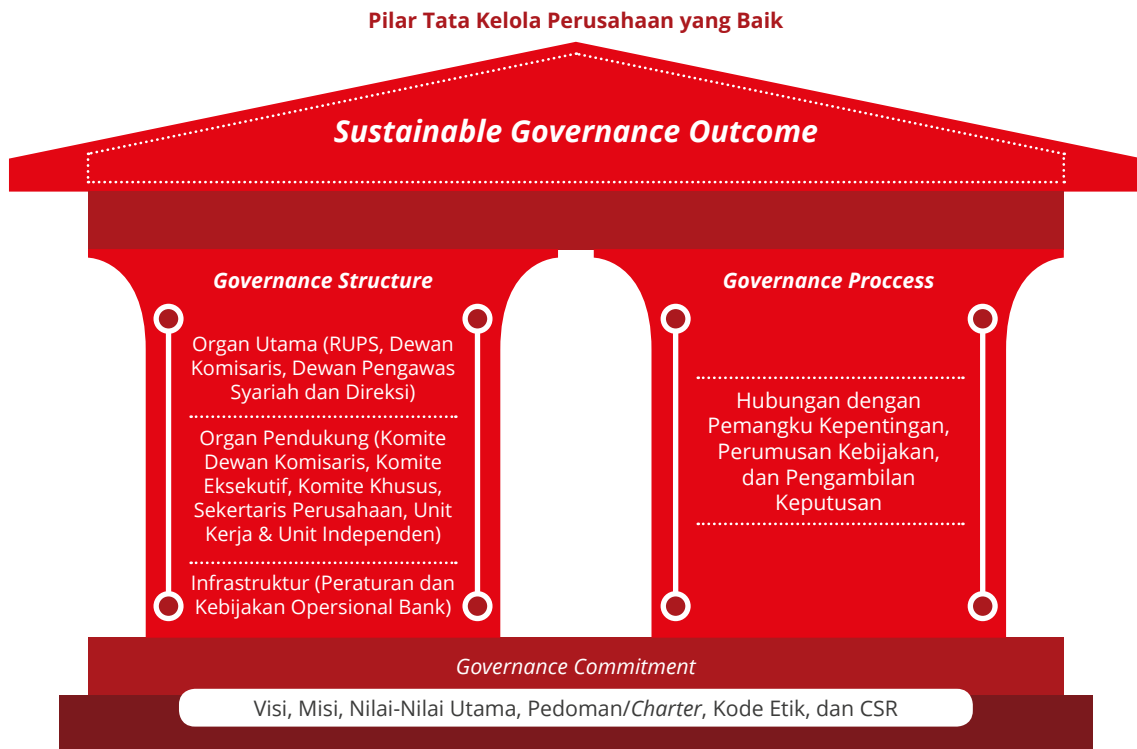 Pilar Tata Kelola Perusahaan yang Baik
Sustainable Governance Outcome
Governance Structure
Organ Utama (RUPS, Dewan
Komisaris, Dewan Pengawas
Syariah dan Direksi)
Organ Pendukung (Komite
Dewan Komisaris, Komite
Eksekutif, Komite Khusus,
Sekertaris Perusahaan, Unit
Kerja & Unit Independen)
Infrastruktur (Peraturan dan
Kebijakan Opersional Bank)
Governance Proccess
Hubungan dengan
Pemangku Kepentingan,
Perumusan Kebijakan,
dan Pengambilan
Keputusan
Governance Commitment
Visi, Misi, Nilai-Nilai Utama, Pedoman/Charter, Kode Etik, dan CSR